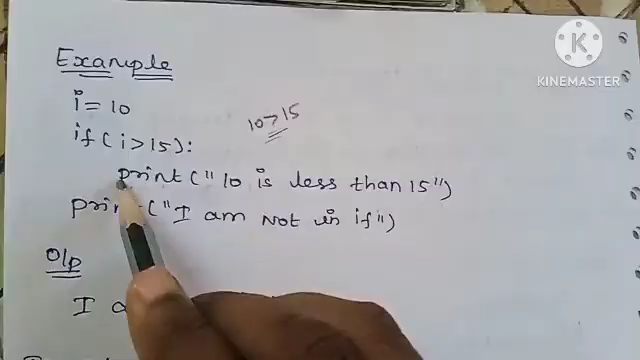 Example
i = 10
if(i>15):
10>15
print("10 is less than 15")
print("I am Not in if")
O/p
I
K
KINEMASTER